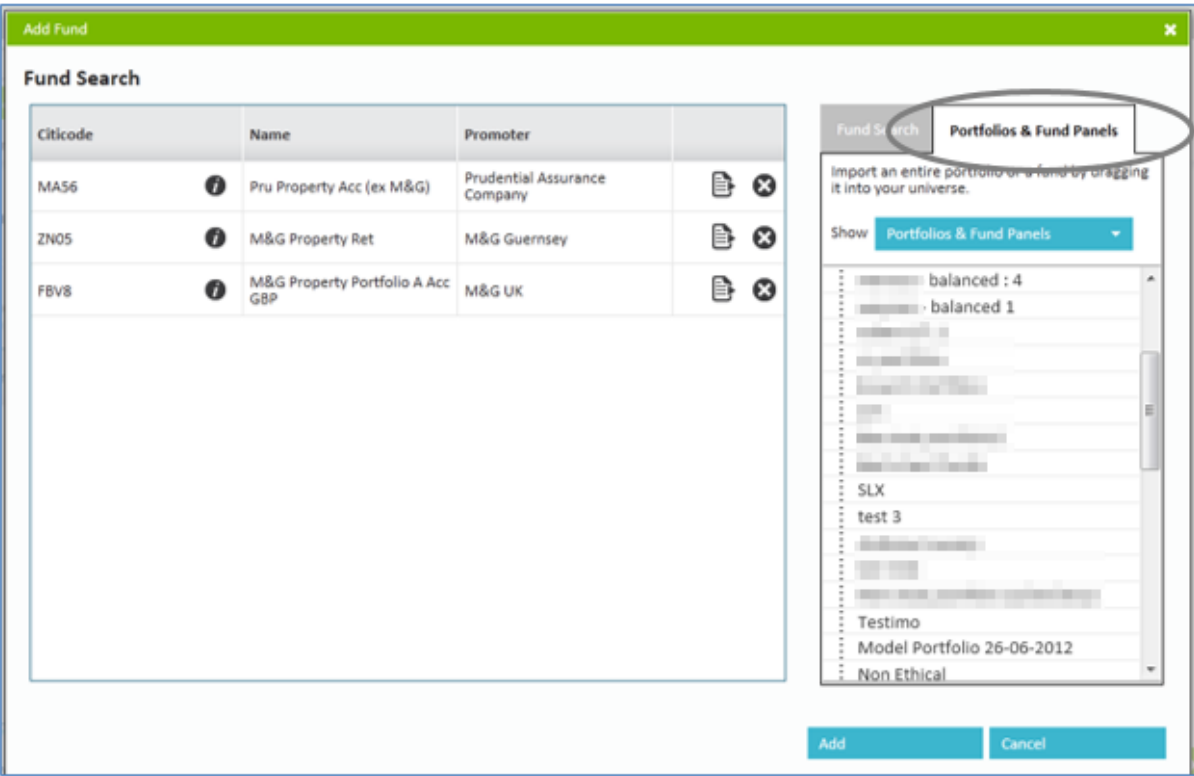 Add Fund
Fund Search
Citicode Name Promoter
MA56 Pru Property Acc (ex M&G) Prudential Assurance
Company
ZN05 M&G Property Ret M&G Guernsey
FBV8 M&G Property Portfolio A Acc
GBP M&G UK
Fund Search Portfolios & Fund Panels
Import an entire portfolio or a fund by dragging
it into your universe.
Show Portfolios & Fund Panels
balanced : 4
- balanced 1
SLX
test 3
Testimo
Model Portfolio 26-06-2012
Non Ethical
Add Cancel